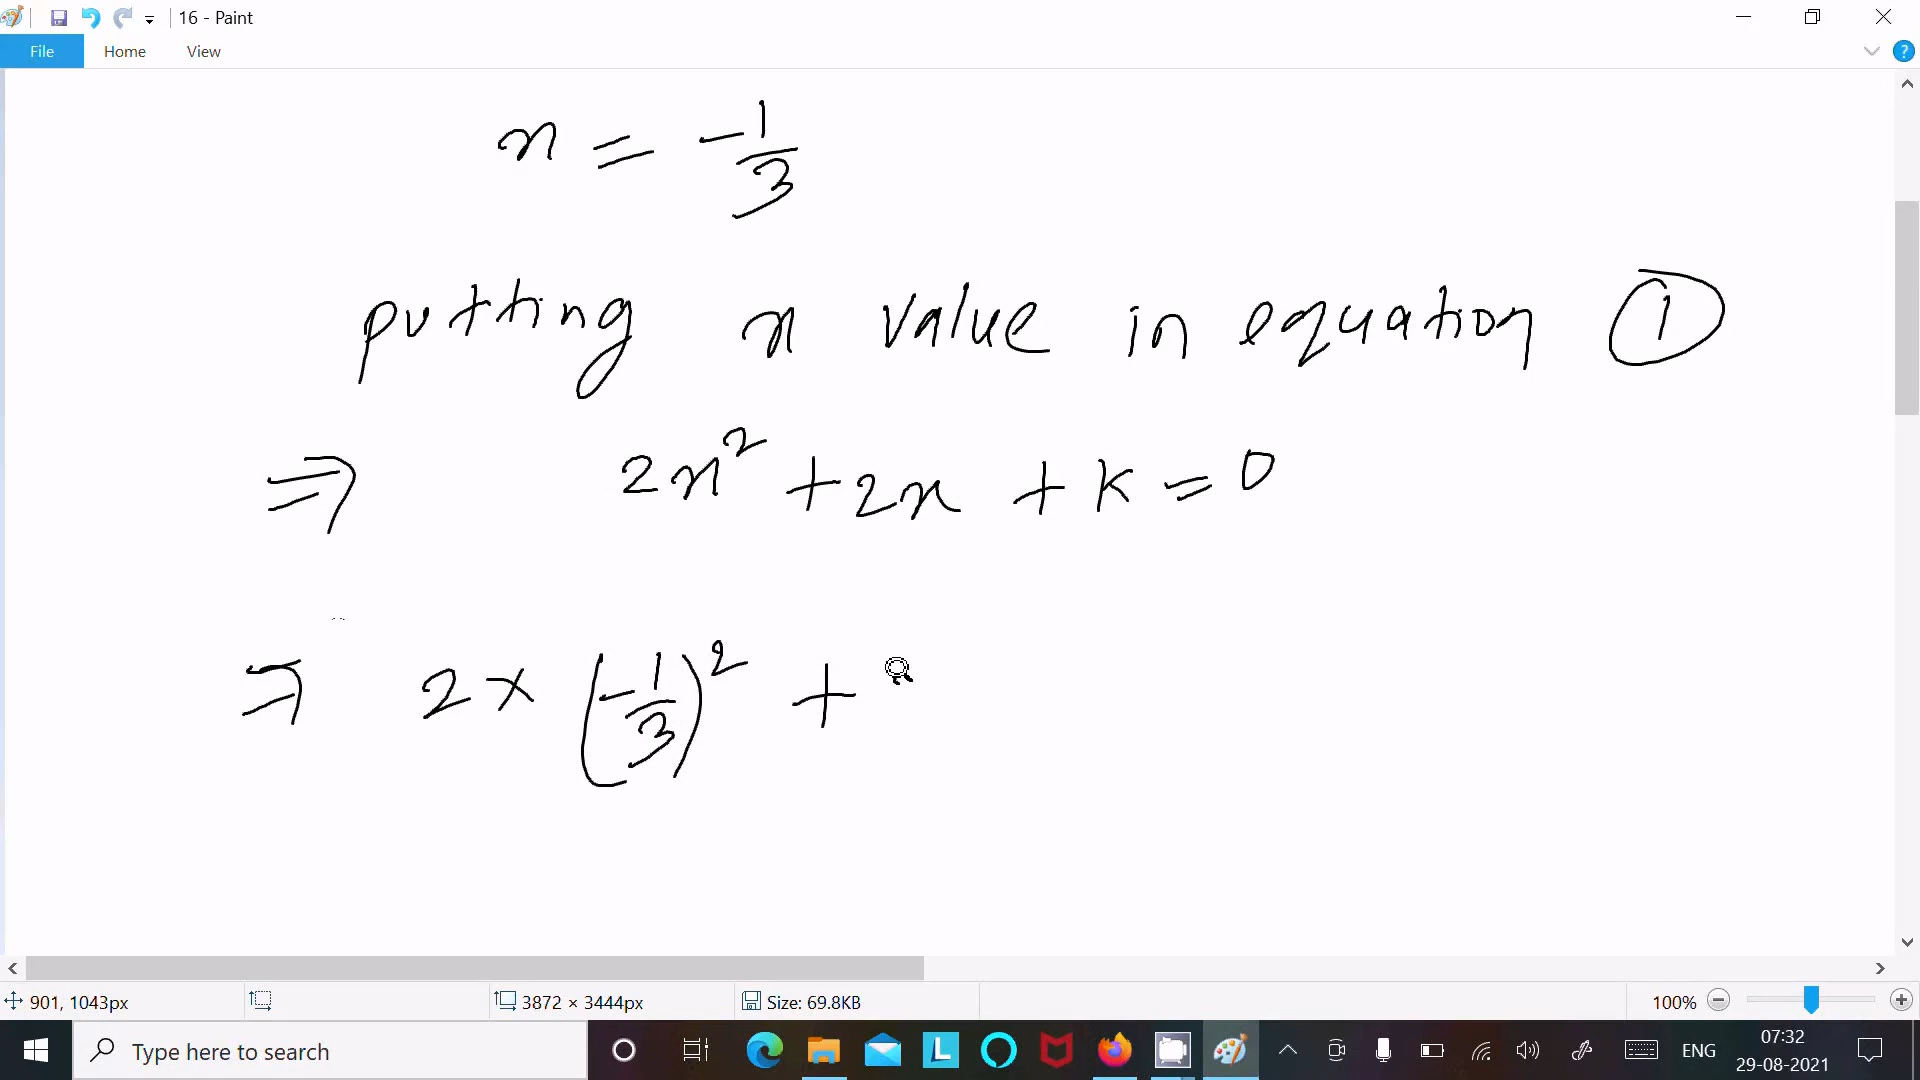 16 - Paint
File Home View
x = -1/3
putting x value in equation ①
⇒ 2x² + 2x + k = 0
⇒ 2 × (-1/3)² +
901, 1043px 3872 × 3444px Size: 69.8KB 100%
Type here to search ENG 07:32
29-08-2021